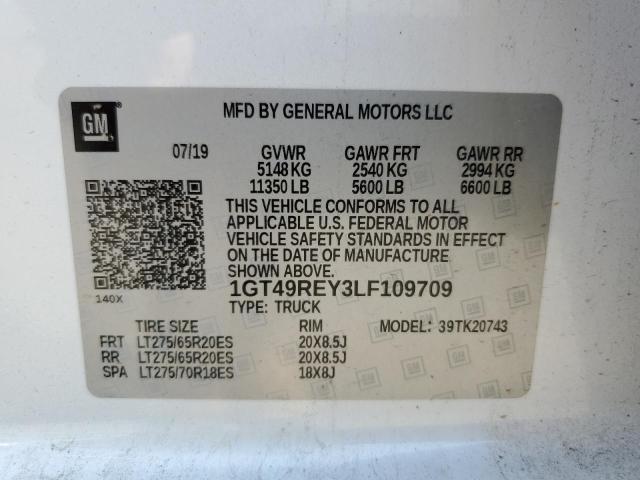 GM
MFD BY GENERAL MOTORS LLC
07/19 GVWR GAWR FRT GAWR RR
5148 KG 2540 KG 2994 KG
11350 LB 5600 LB 6600 LB
THIS VEHICLE CONFORMS TO ALL
APPLICABLE U.S. FEDERAL MOTOR
VEHICLE SAFETY STANDARDS IN EFFECT
ON THE DATE OF MANUFACTURE
140X
1GT49REY3LF109709
TYPE: TRUCK
TIRE SIZE RIM MODEL: 39TK20743
FRT LT275/65R20ES 20X8.5J
RR LT275/65R20ES 20X8.5J
SPA LT275/70R18ES 18X8J